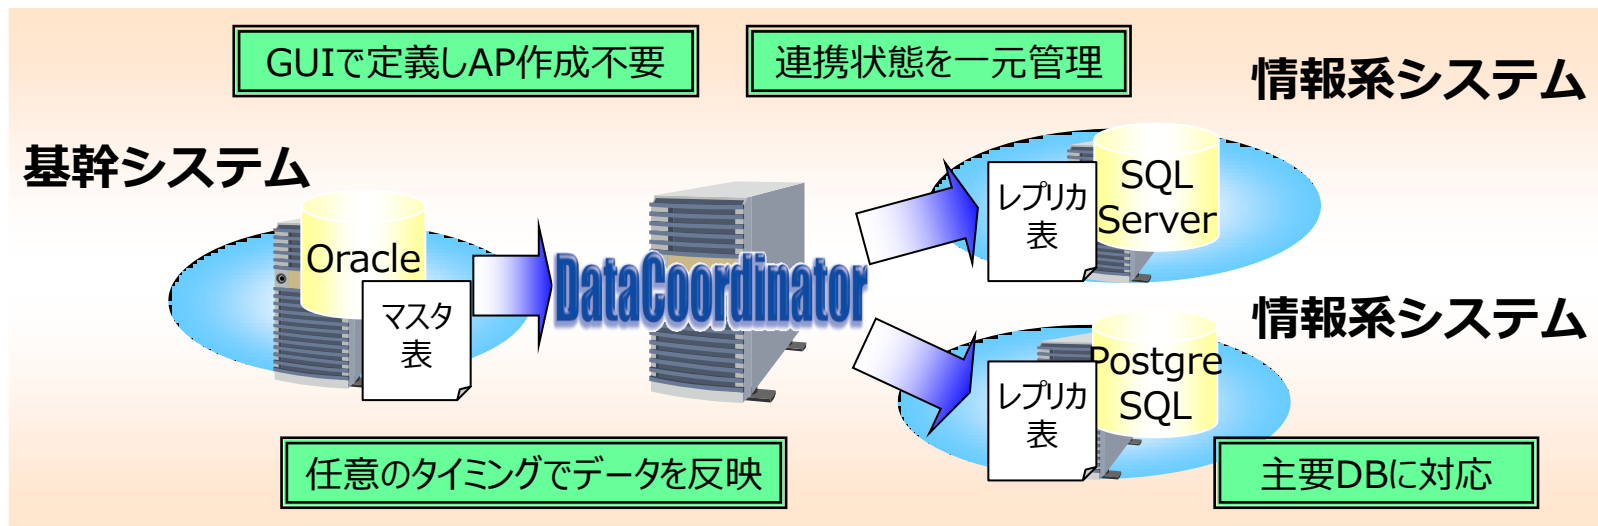 GUIで定義しAP作成不要
連携状態を一元管理
情報系システム
基幹システム
Oracle
マスタ
表
DataCoordinator
レプリカ
表
SQL
Server
情報系システム
レプリカ
表
Postgre
SQL
任意のタイミングでデータを反映
主要DBに対応